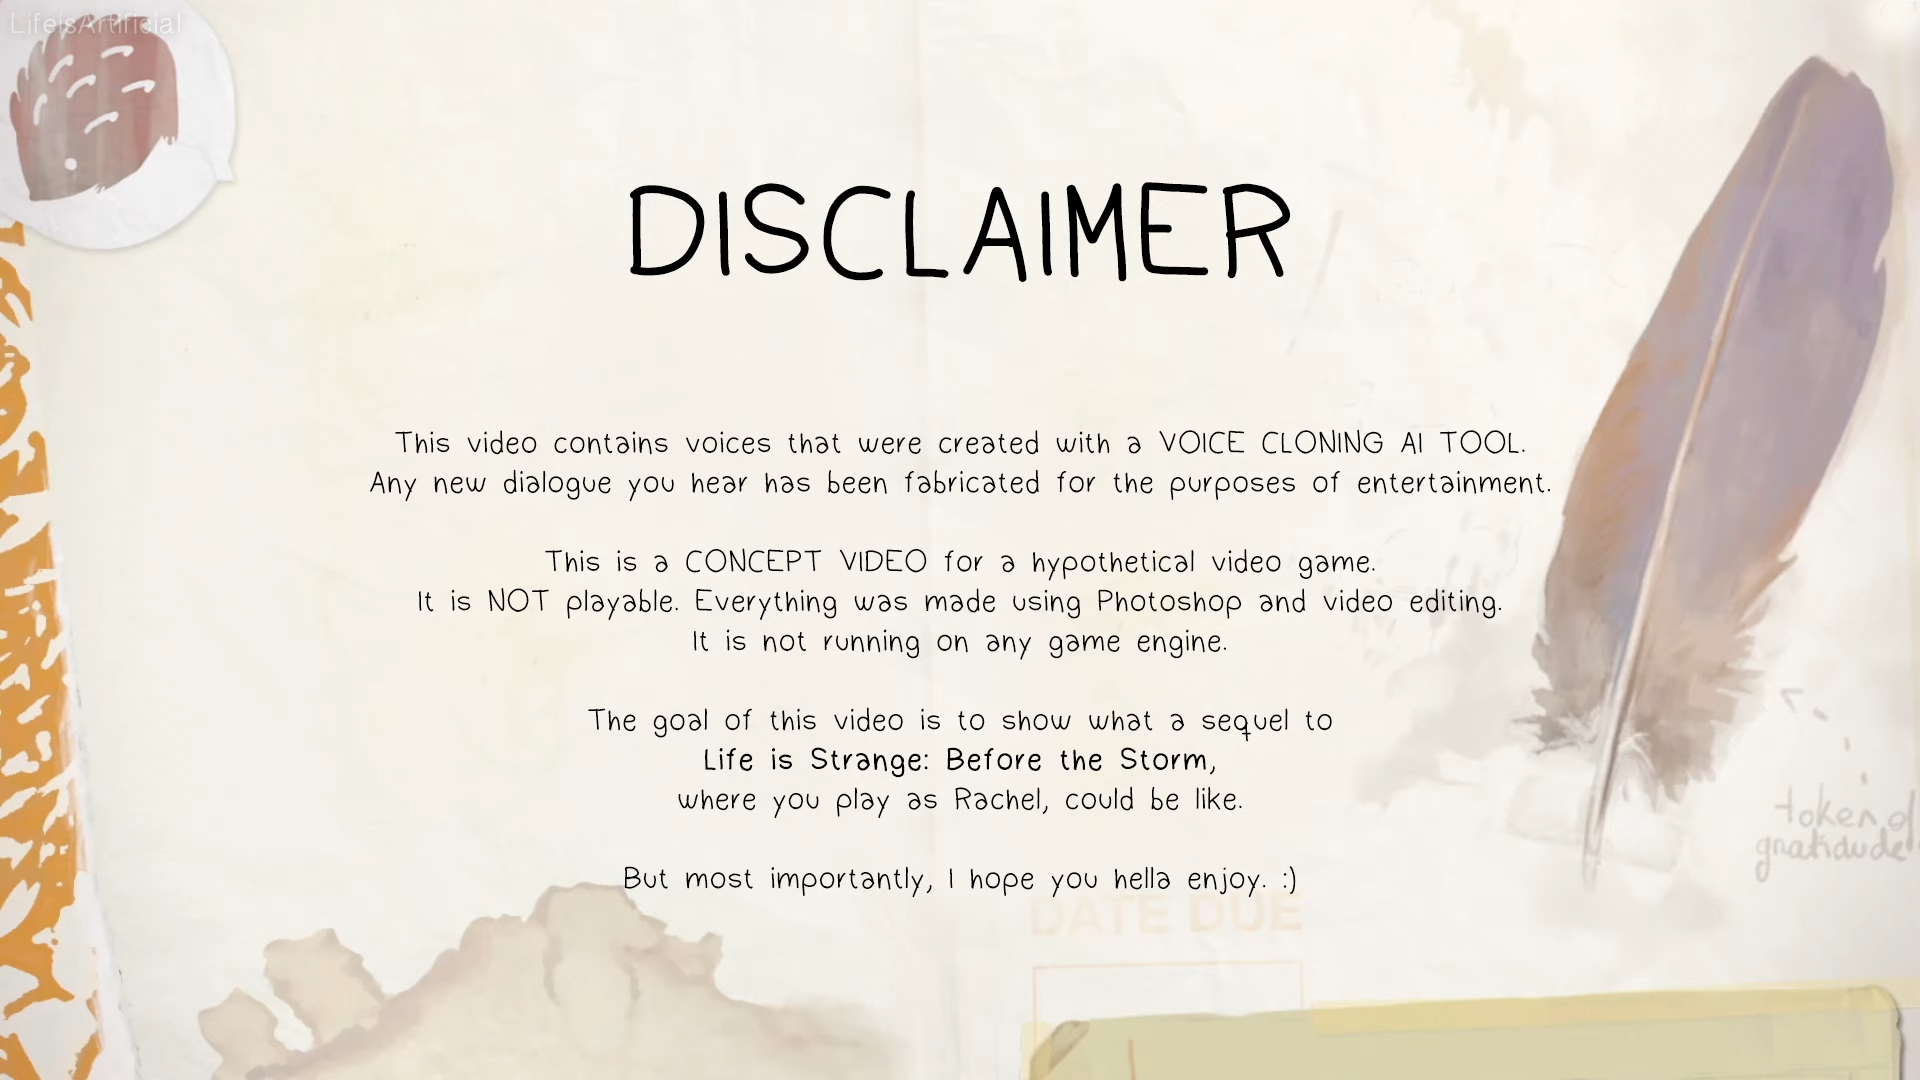 LifeisArtificial
DISCLAIMER
This video contains voices that were created with a VOICE CLONING AI TOOL.
Any new dialogue you hear has been fabricated for the purposes of entertainment.
This is a CONCEPT VIDEO for a hypothetical video game.
It is NOT playable. Everything was made using Photoshop and video editing.
It is not running on any game engine.
The goal of this video is to show what a sequel to
Life is Strange: Before the Storm,
where you play as Rachel, could be like.
But most importantly, I hope you hella enjoy. :)
token of
gratidude
DATE DUE